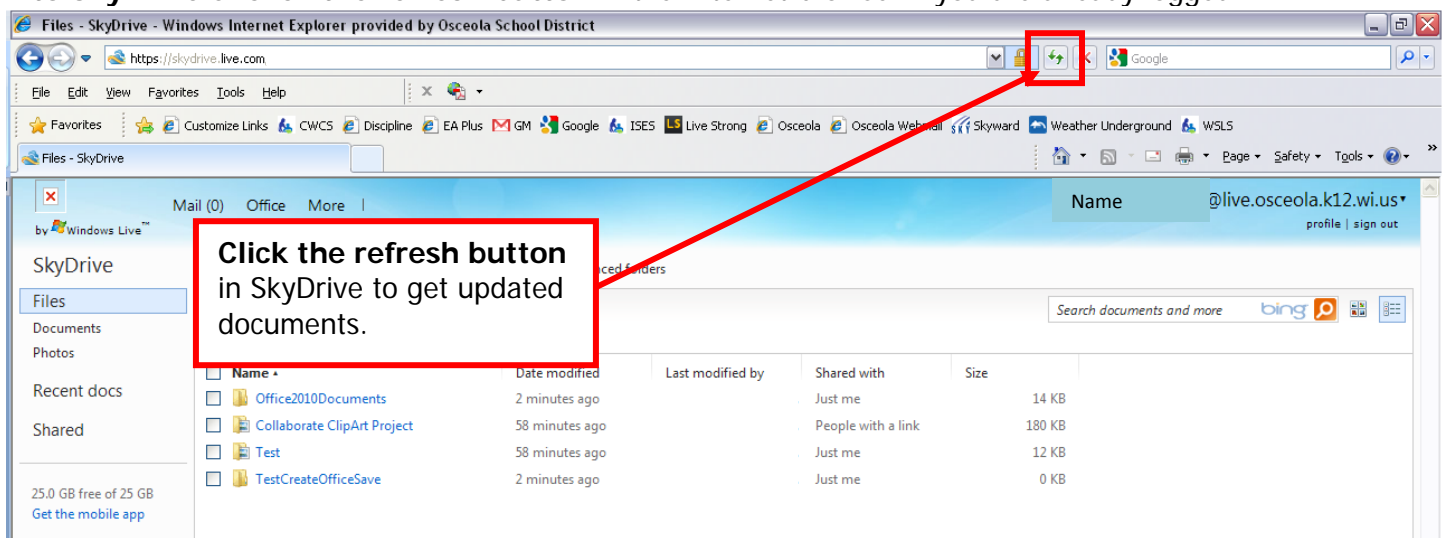 Files - SkyDrive - Windows Internet Explorer provided by Osceola School District
https://skydrive.live.com
Google
File Edit View Favorites Tools Help
Favorites Customize Links CWCS Discipline EA Plus GM Google ISES LS Live Strong Osceola Osceola Webmail Skyward Weather Underground WSLS
Files - SkyDrive
Page Safety Tools
Mail (0) Office More
Name @live.osceola.k12.wi.us
by Windows Live™
profile | sign out
SkyDrive
Click the refresh button
in SkyDrive to get updated
documents.
folders
Files
Search documents and more bing
Documents
Photos
Name Date modified Last modified by Shared with Size
Recent docs
Office2010Documents 2 minutes ago Just me 14 KB
Collaborate ClipArt Project 58 minutes ago People with a link 180 KB
Shared
Test 58 minutes ago Just me 12 KB
TestCreateOfficeSave 2 minutes ago Just me 0 KB
25.0 GB free of 25 GB
Get the mobile app